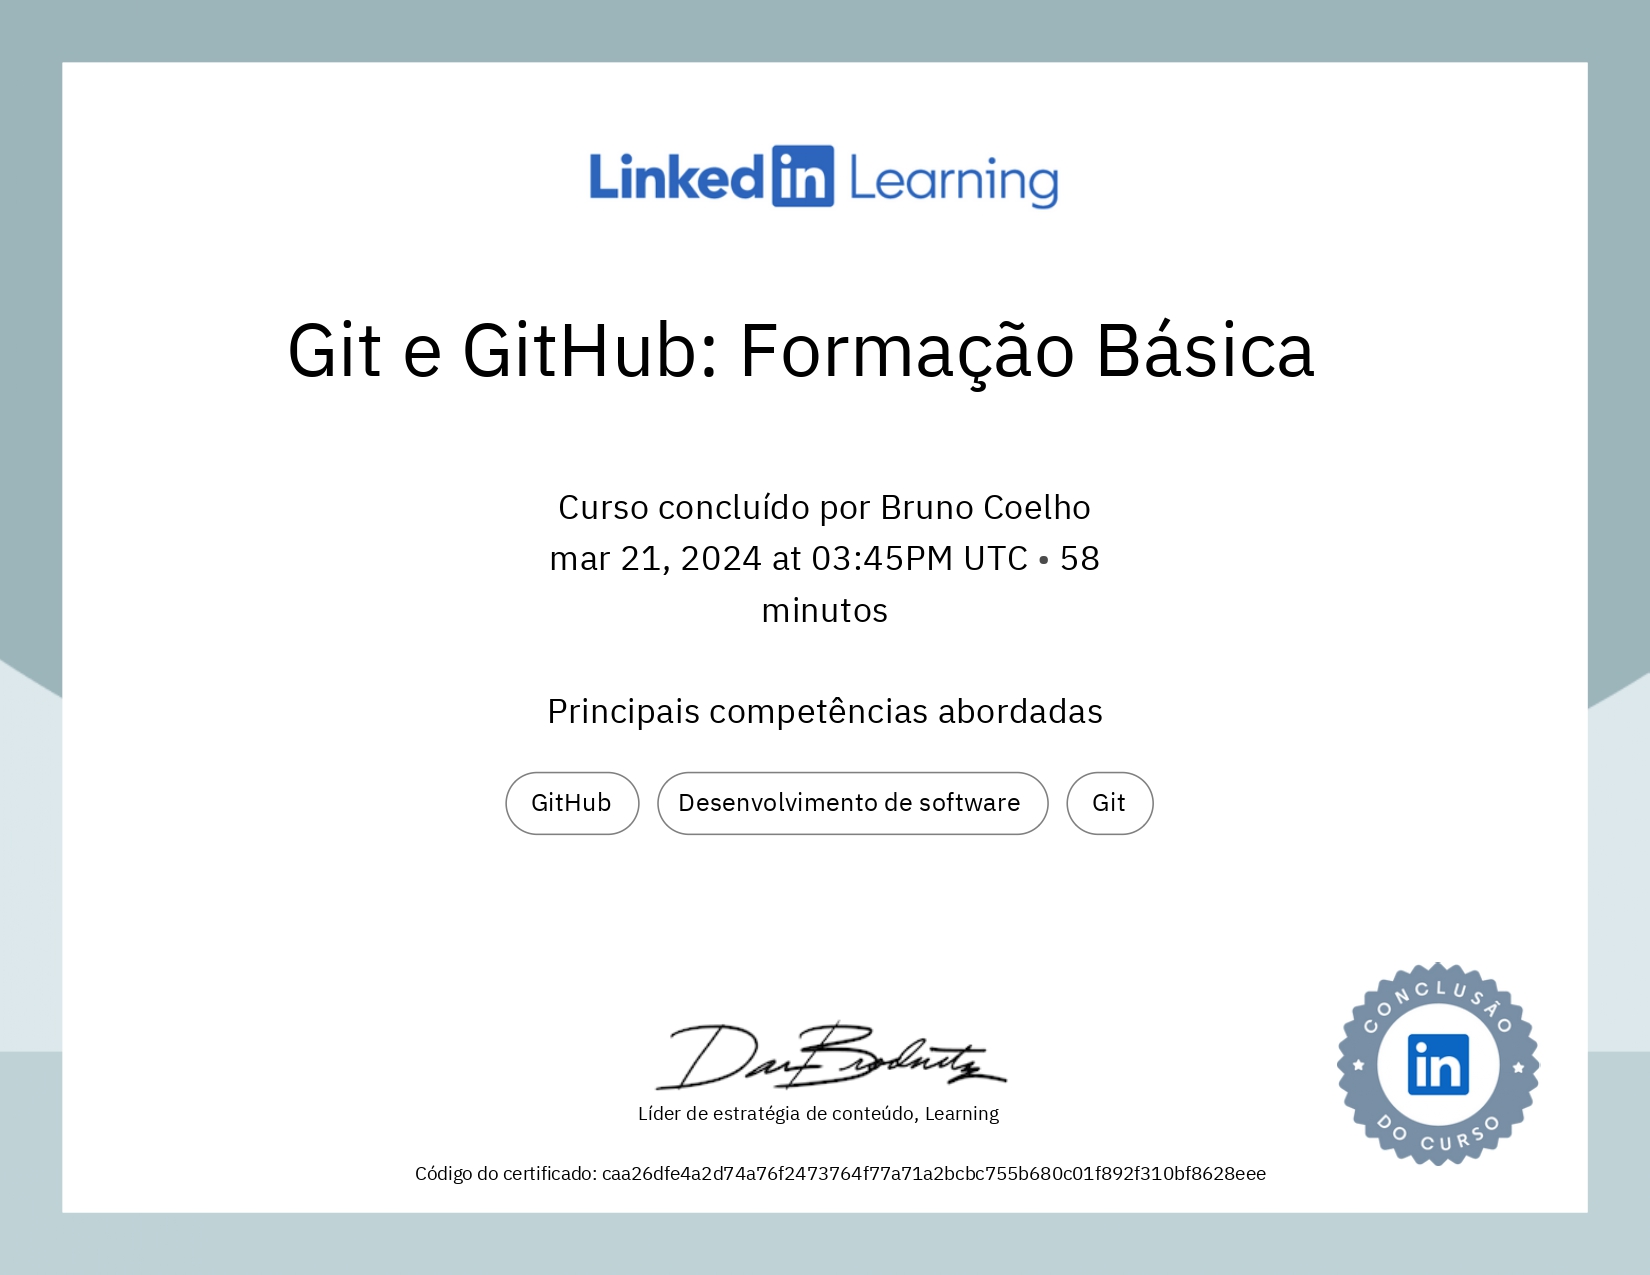 Linked in Learning
Git e GitHub: Formação Básica
Curso concluído por Bruno Coelho
mar 21, 2024 at 03:45PM UTC • 58
minutos
Principais competências abordadas
GitHub Desenvolvimento de software Git
Dan Brodnitz
Líder de estratégia de conteúdo, Learning
CONCLUSÃO
in
DO CURSO
Código do certificado: caa26dfe4a2d74a76f2473764f77a71a2bcbc755b680c01f892f310bf8628eee